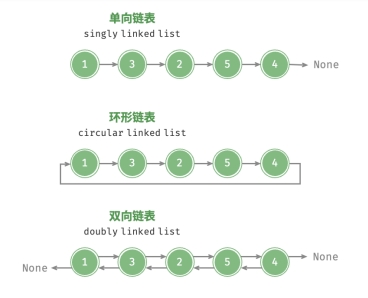 单向链表
singly linked list
1 3 2 5 4 None
环形链表
circular linked list
1 3 2 5 4
双向链表
doubly linked list
None 1 3 2 5 4 None